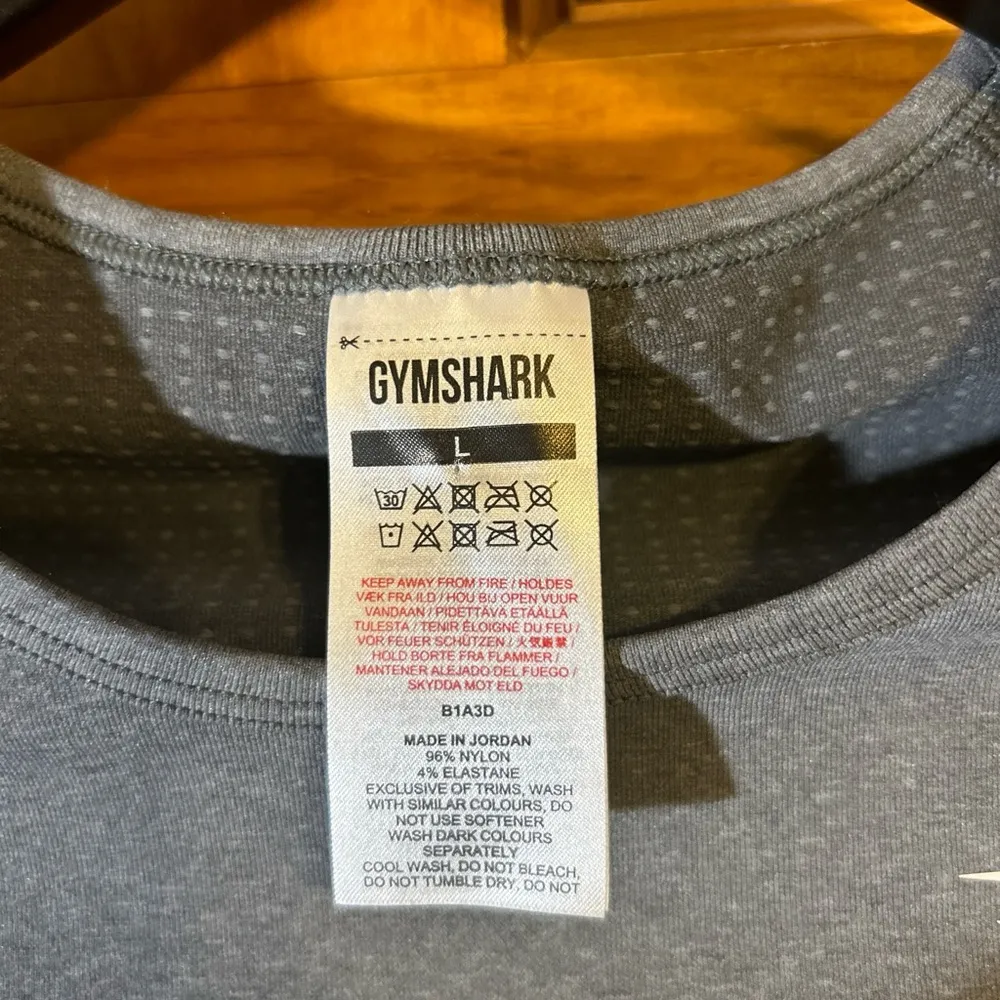 GYMSHARK
L
30
KEEP AWAY FROM FIRE / HOLDES
VÆK FRA ILD / HOU BIJ OPEN VUUR
VANDAAN / PIDETTÄVÄ ETÄÄLLÄ
TULESTA / TENIR ÉLOIGNÉ DU FEU /
VOR FEUER SCHÜTZEN / 火気厳禁
HOLD BORTE FRA FLAMMER /
MANTENER ALEJADO DEL FUEGO /
SKYDDA MOT ELD
B1A3D
MADE IN JORDAN
96% NYLON
4% ELASTANE
EXCLUSIVE OF TRIMS, WASH
WITH SIMILAR COLOURS, DO
NOT USE SOFTENER
WASH DARK COLOURS
SEPARATELY
COOL WASH, DO NOT BLEACH,
DO NOT TUMBLE DRY, DO NOT